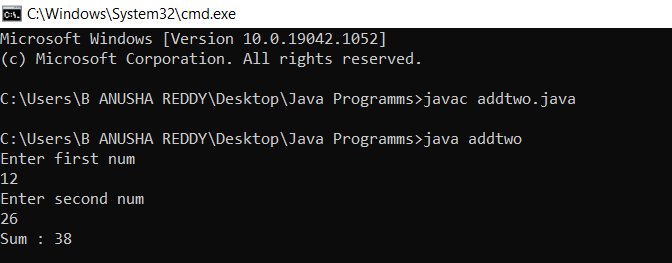 C:\Windows\System32\cmd.exe
Microsoft Windows [Version 10.0.19042.1052]
(c) Microsoft Corporation. All rights reserved.
C:\Users\B ANUSHA REDDY\Desktop\Java Programms>javac addtwo.java
C:\Users\B ANUSHA REDDY\Desktop\Java Programms>java addtwo
Enter first num
12
Enter second num
26
Sum : 38